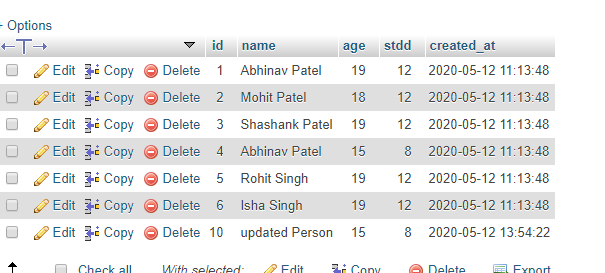 + Options
←T→ id name age stdd created_at
Edit Copy Delete 1 Abhinav Patel 19 12 2020-05-12 11:13:48
Edit Copy Delete 2 Mohit Patel 18 12 2020-05-12 11:13:48
Edit Copy Delete 3 Shashank Patel 19 12 2020-05-12 11:13:48
Edit Copy Delete 4 Abhinav Patel 15 8 2020-05-12 11:13:48
Edit Copy Delete 5 Rohit Singh 19 12 2020-05-12 11:13:48
Edit Copy Delete 6 Isha Singh 19 12 2020-05-12 11:13:48
Edit Copy Delete 10 updated Person 15 8 2020-05-12 13:54:22
Check all With selected: Edit Copy Delete Export